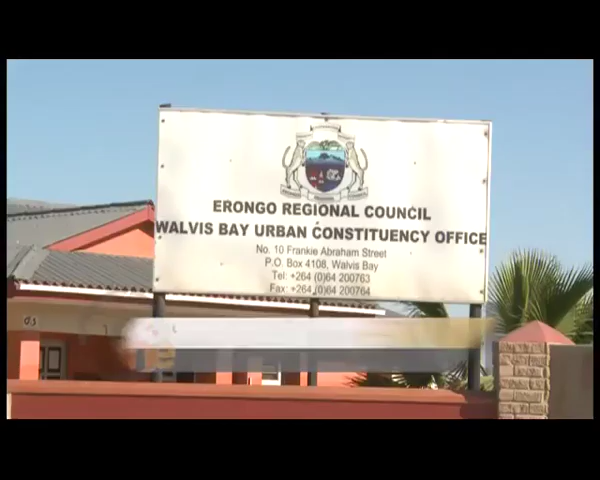 ERONGO REGIONAL COUNCIL
WALVIS BAY URBAN CONSTITUENCY OFFICE
No. 10 Frankie Abraham Street
P.O. Box 4108, Walvis Bay
Tel: +264 (0)64 200763
Fax: +264 (0)64 200764